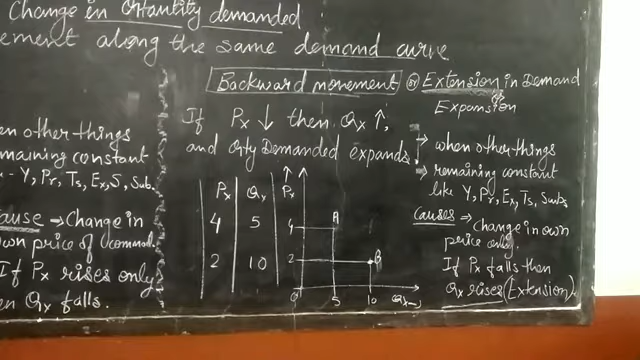 Change in Quantity demanded
ement along the same demand curve
en other things
maining constant
- Y, Pr, Ts, Ex, S, Sub.
ause → Change in
own price of command.
If Px rises only
en Qx falls.
Backward movement or Extension in Demand
or
Expansion
If Px ↓ then Qx ↑,
and Qnty Demanded expands
Px Qx
4 5
2 10
Px
4 A
2 B
0 5 10 Qx
→ when other things
→ remaining constant
like Y, Pr, Ex, Ts, Subs
Causes → Change in own
price only.
If Px falls then
Qx rises (Extension)